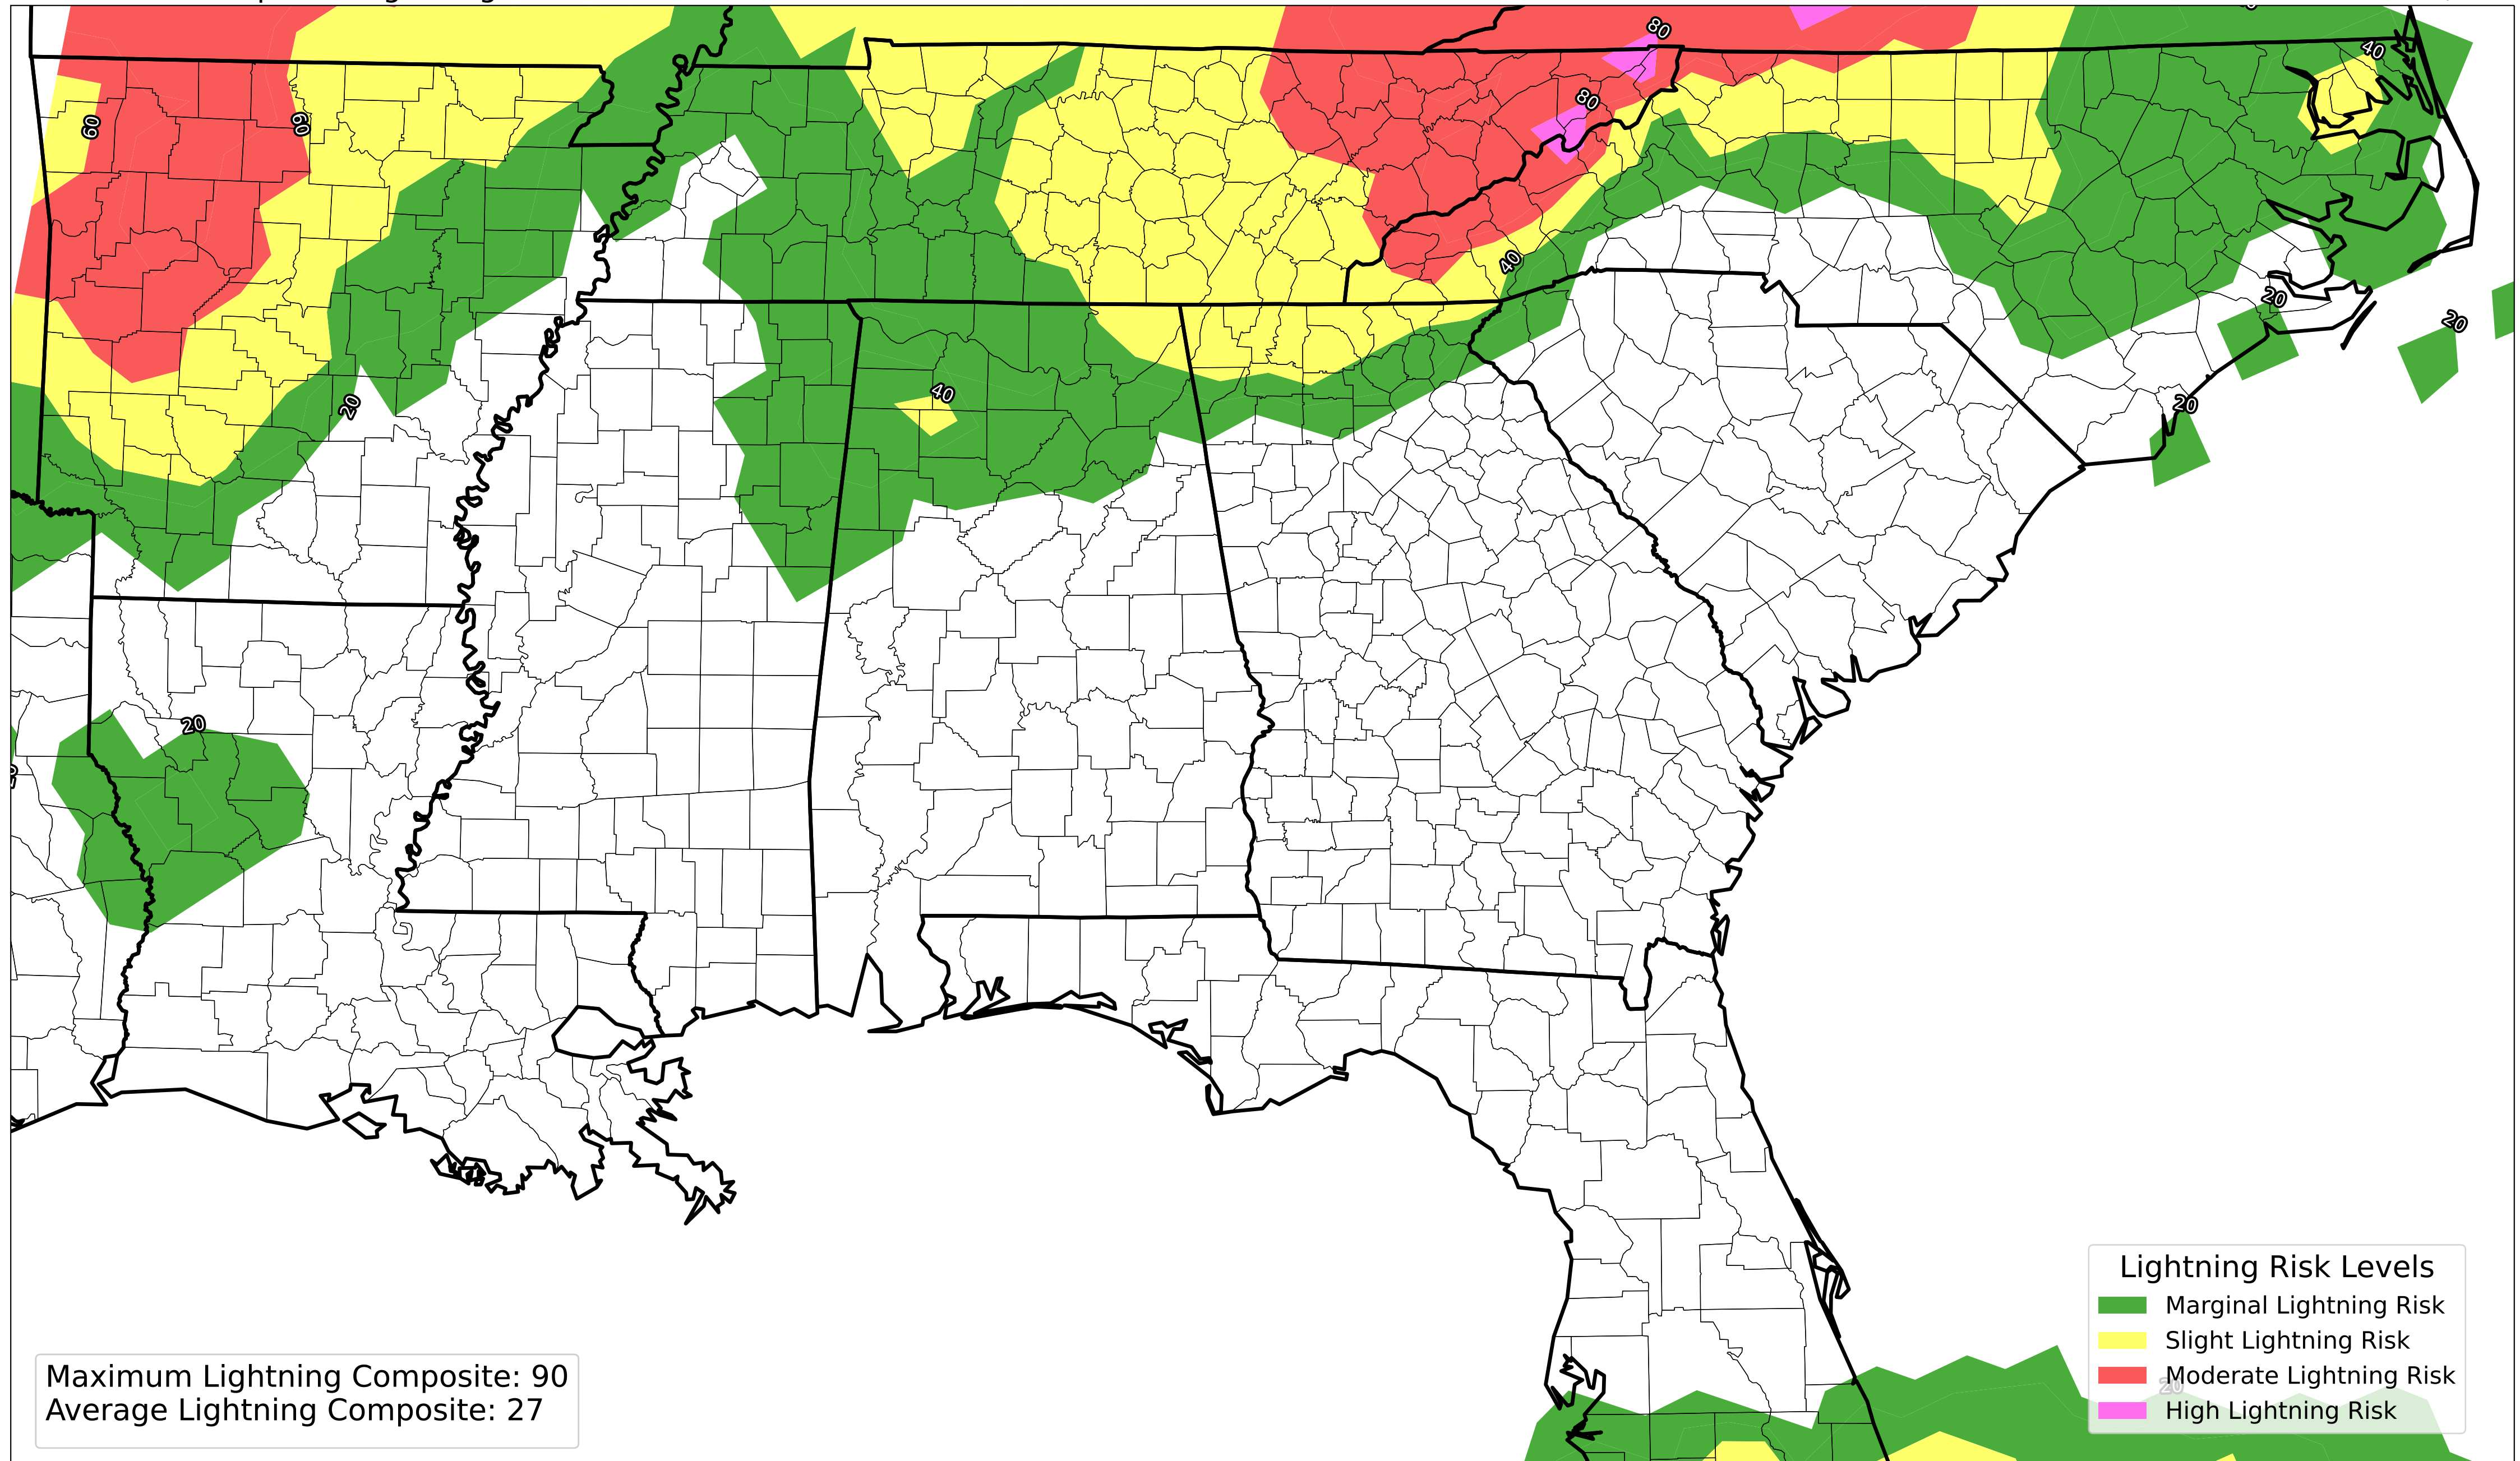 80
40
80
60
60
40
20
20
40
20
20
20
20
Lightning Risk Levels
Marginal Lightning Risk
Slight Lightning Risk
Moderate Lightning Risk
High Lightning Risk
Maximum Lightning Composite: 90
Average Lightning Composite: 27